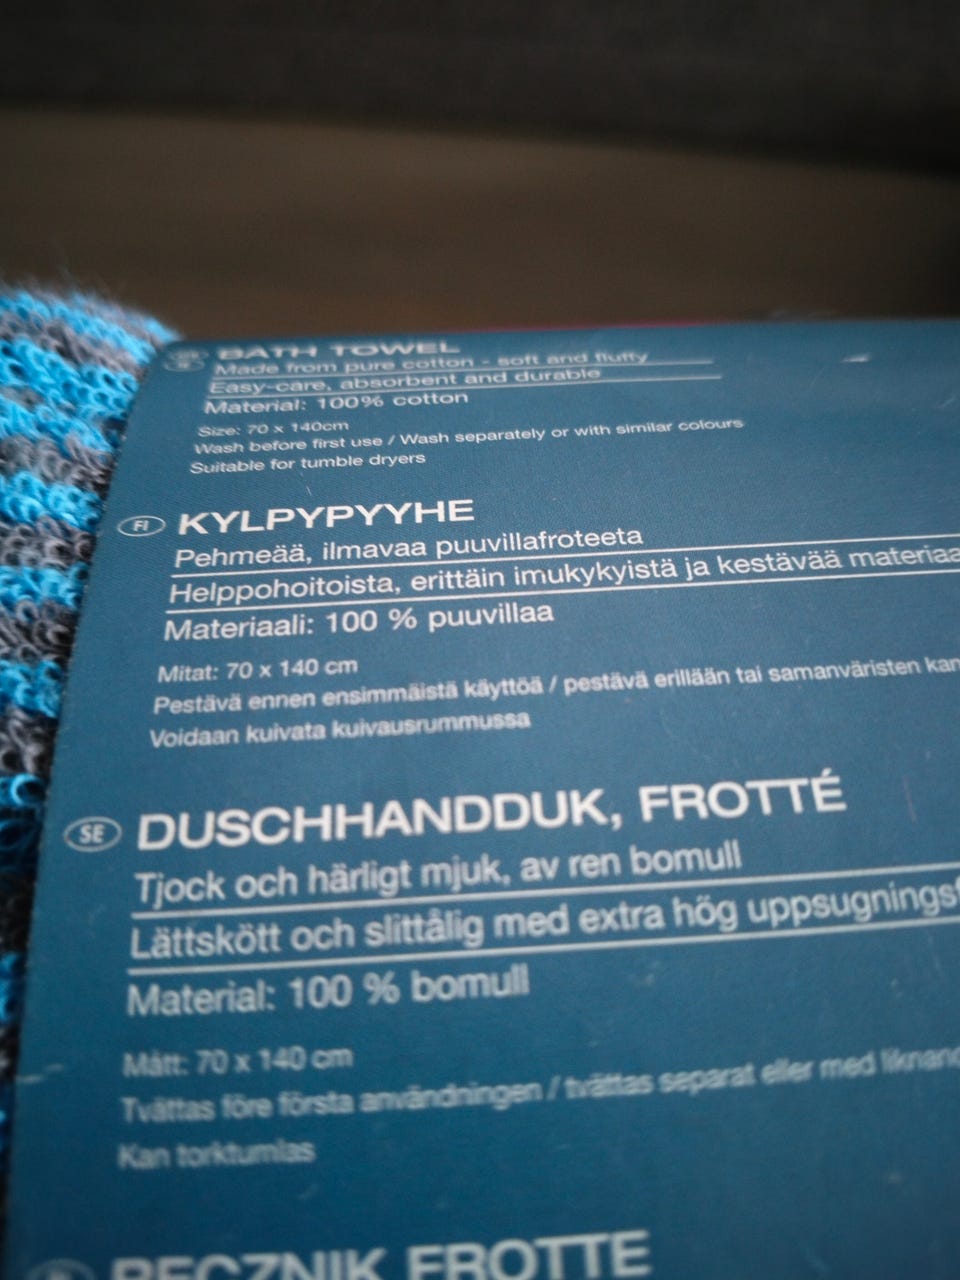 BATH TOWEL
Made from pure cotton - soft and fluffy
Easy-care, absorbent and durable
Material: 100% cotton
Size: 70 x 140cm
Wash before first use / Wash separately or with similar colours
Suitable for tumble dryers
FI KYLPYPYYHE
Pehmeää, ilmavaa puuvillafroteeta
Helppohoitoista, erittäin imukykyistä ja kestävää materiaa
Materiaali: 100 % puuvillaa
Mitat: 70 x 140 cm
Pestävä ennen ensimmäistä käyttöä / pestävä erillään tai samanväristen kan
Voidaan kuivata kuivausrummussa
SE DUSCHHANDDUK, FROTTÉ
Tjock och härligt mjuk, av ren bomull
Lättskött och slittålig med extra hög uppsugningsf
Material: 100 % bomull
Mått: 70 x 140 cm
Tvättas före första användningen / tvättas separat eller med liknand
Kan torktumlas
RĘCZNIK FROTTE